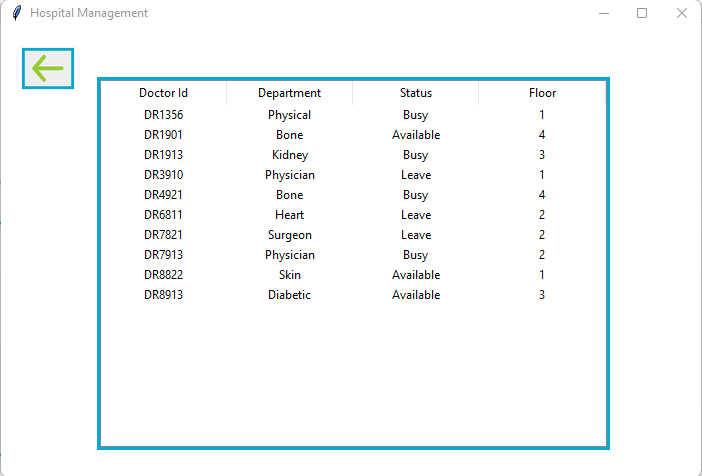 Hospital Management
Doctor Id Department Status Floor
DR1356 Physical Busy 1
DR1901 Bone Available 4
DR1913 Kidney Busy 3
DR3910 Physician Leave 1
DR4921 Bone Busy 4
DR6811 Heart Leave 2
DR7821 Surgeon Leave 2
DR7913 Physician Busy 2
DR8822 Skin Available 1
DR8913 Diabetic Available 3